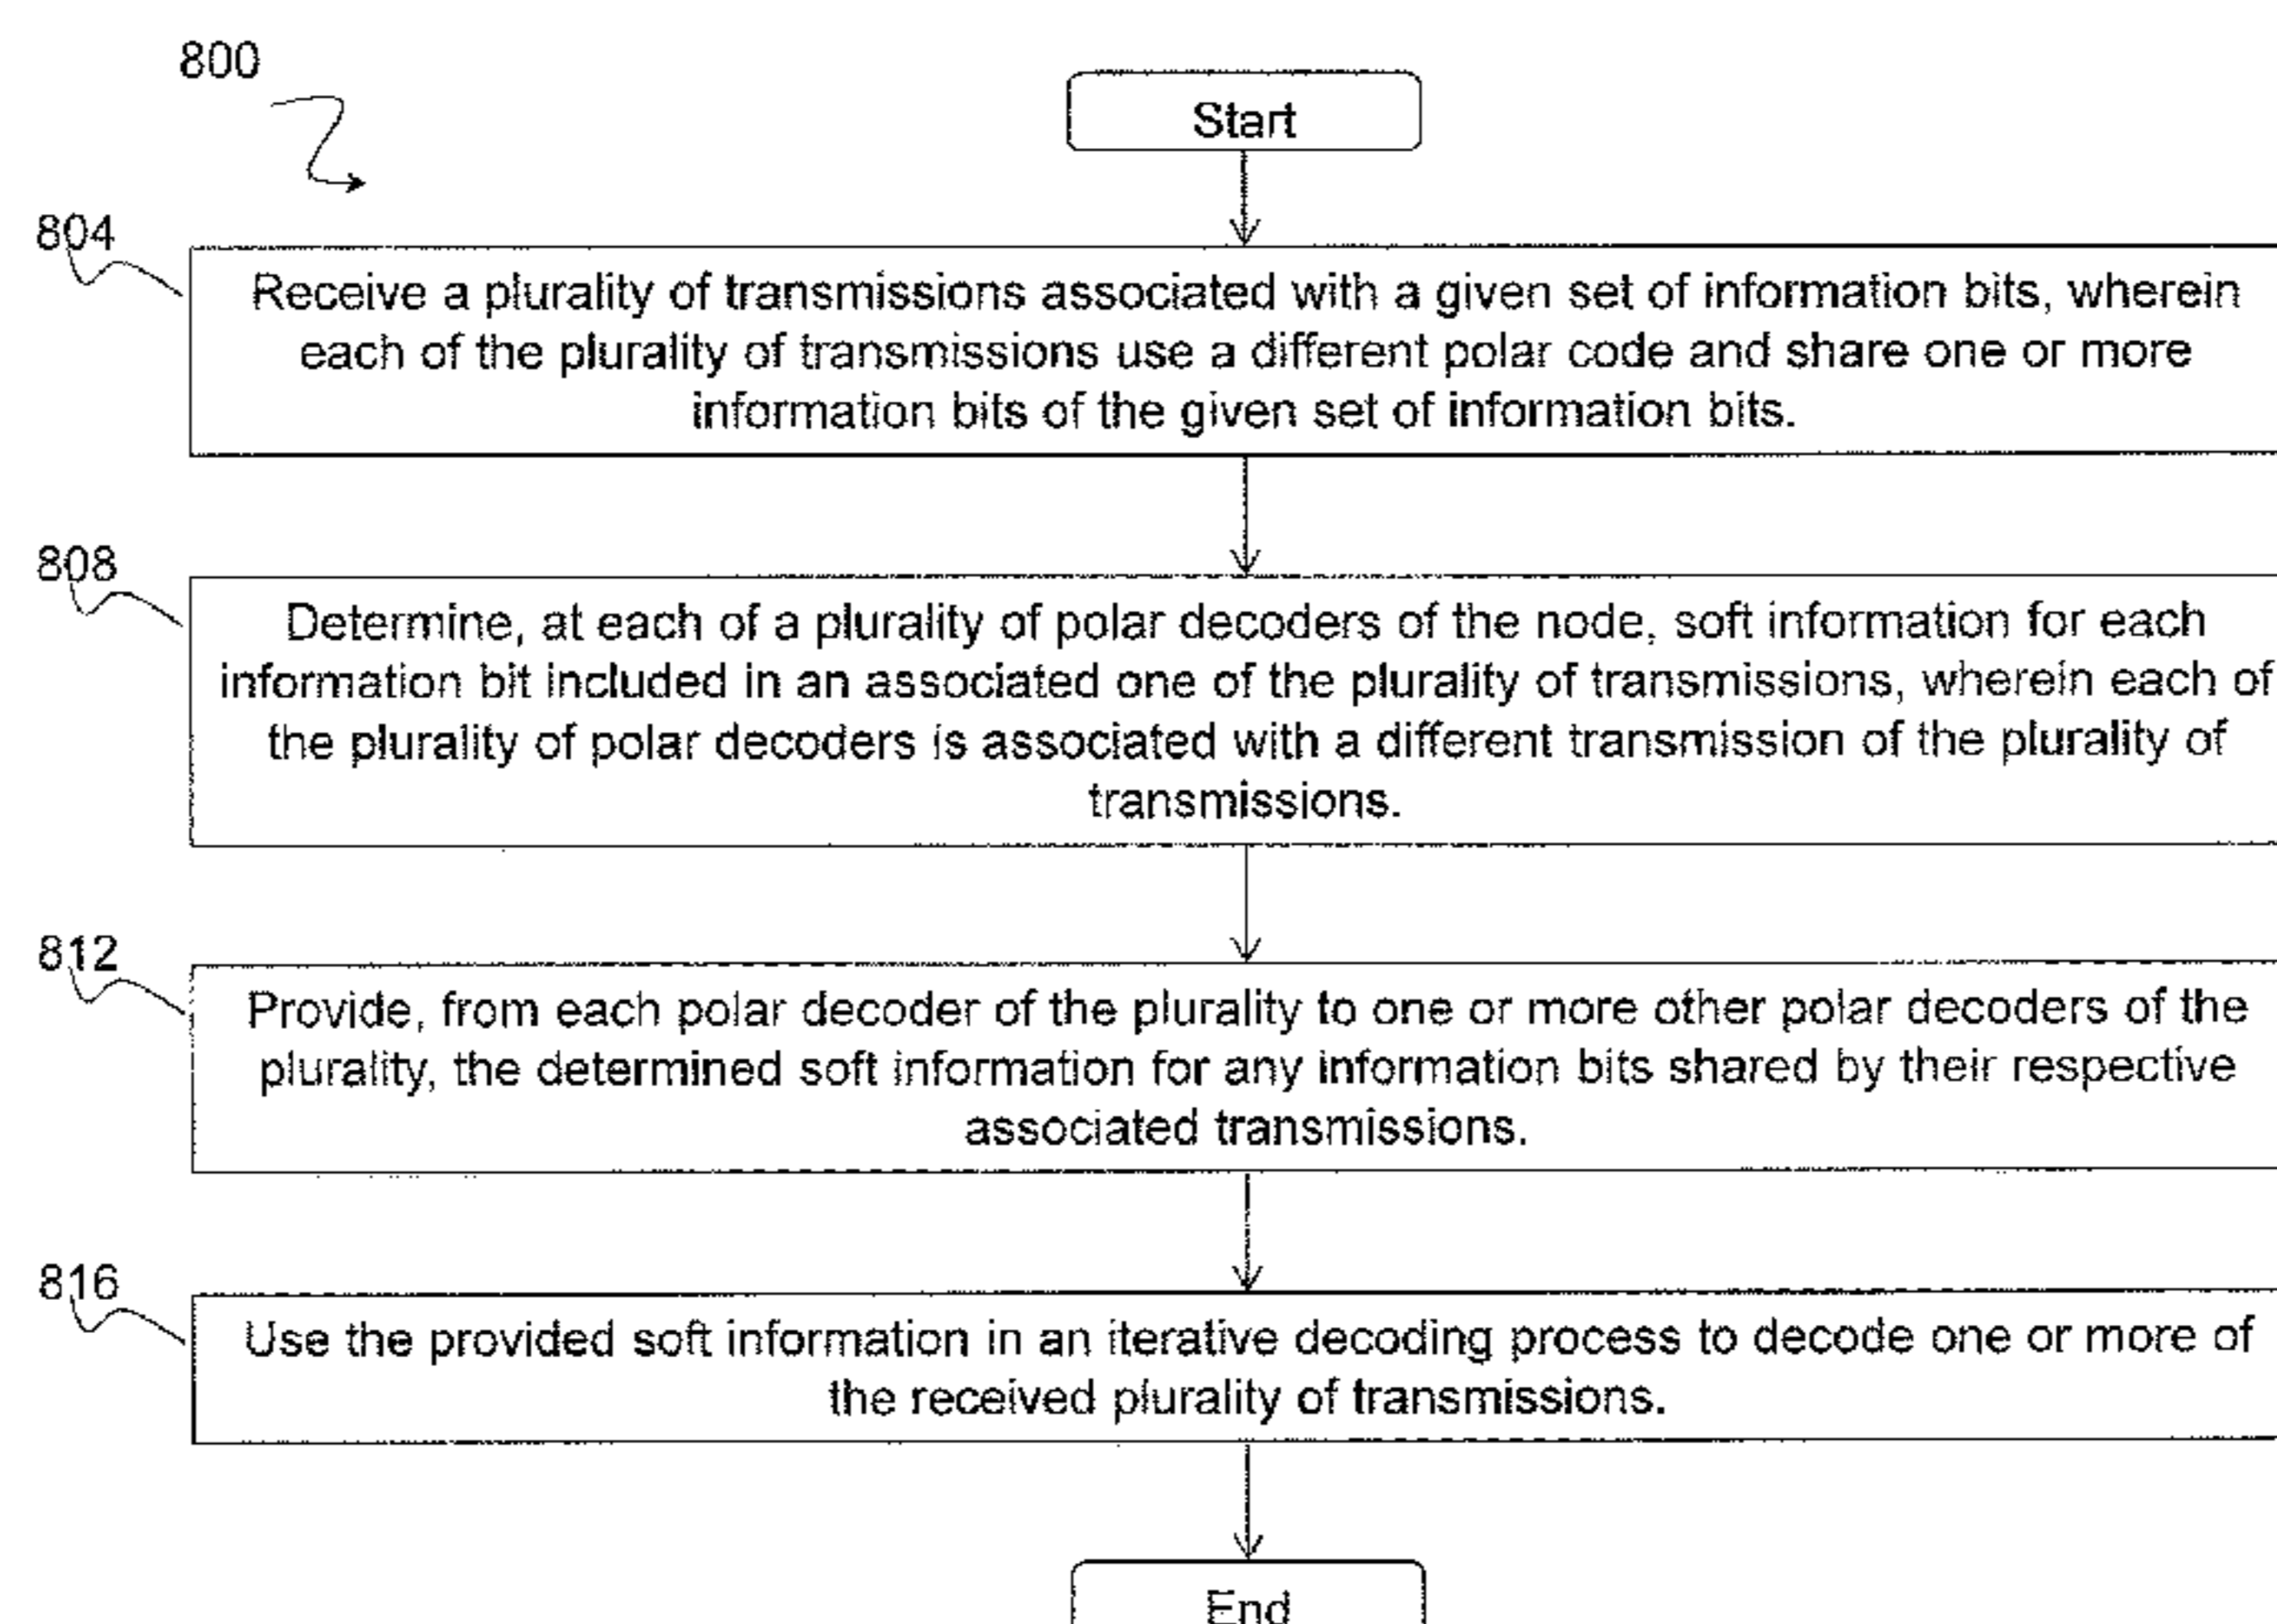 800
Start
804
Receive a plurality of transmissions associated with a given set of information bits, wherein
each of the plurality of transmissions use a different polar code and share one or more
information bits of the given set of information bits.
808
Determine, at each of a plurality of polar decoders of the node, soft information for each
information bit included in an associated one of the plurality of transmissions, wherein each of
the plurality of polar decoders is associated with a different transmission of the plurality of
transmissions.
812
Provide, from each polar decoder of the plurality to one or more other polar decoders of the
plurality, the determined soft information for any information bits shared by their respective
associated transmissions.
816
Use the provided soft information in an iterative decoding process to decode one or more of
the received plurality of transmissions.
End